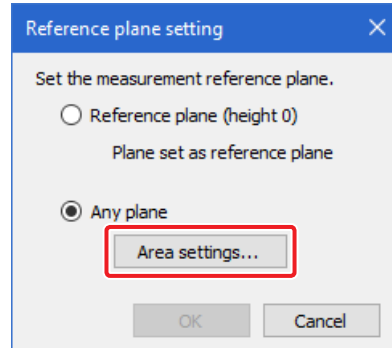 Reference plane setting
Set the measurement reference plane.
Reference plane (height 0)
Plane set as reference plane
Any plane
Area settings...
OK Cancel